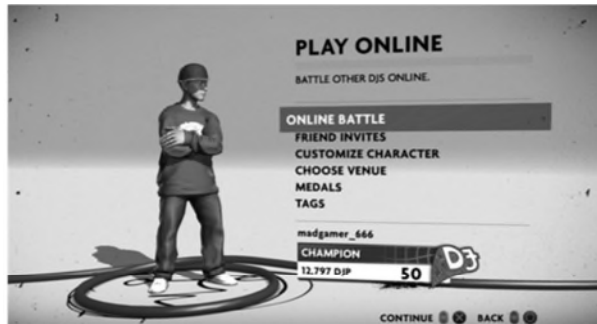 PLAY ONLINE
BATTLE OTHER DJS ONLINE.
ONLINE BATTLE
FRIEND INVITES
CUSTOMIZE CHARACTER
CHOOSE VENUE
MEDALS
TAGS
madgamer_666
CHAMPION
12,797 DJP 50
DJ
CONTINUE BACK